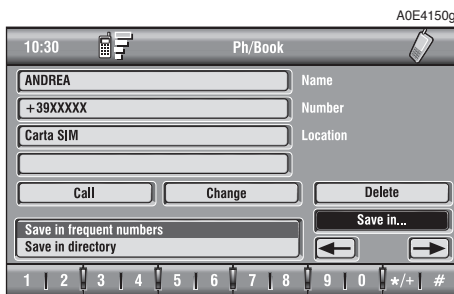 A0E4150g
10:30 Ph/Book
ANDREA Name
+39XXXXX Number
Carta SIM Location
Call Change Delete
Save in...
Save in frequent numbers
Save in directory
1 2 3 4 5 6 7 8 9 0 */+ #